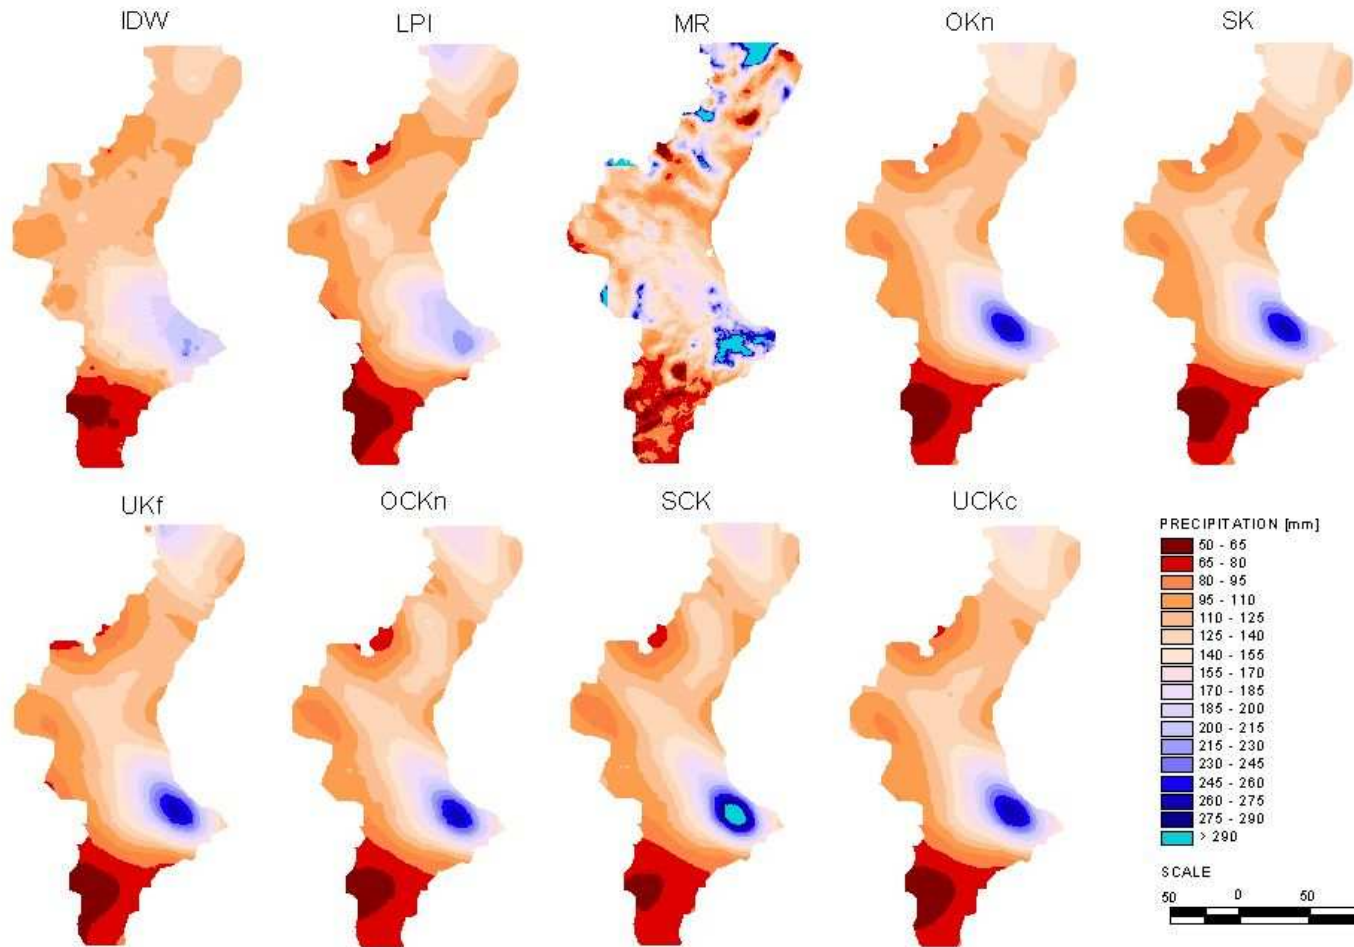 IDW
LPI
MR
OKn
SK
UKf
OCKn
SCK
UCKc
PRECIPITATION [mm]
50 - 65
65 - 80
80 - 95
95 - 110
110 - 125
125 - 140
140 - 155
155 - 170
170 - 185
185 - 200
200 - 215
215 - 230
230 - 245
245 - 260
260 - 275
275 - 290
> 290
SCALE
50 0 50